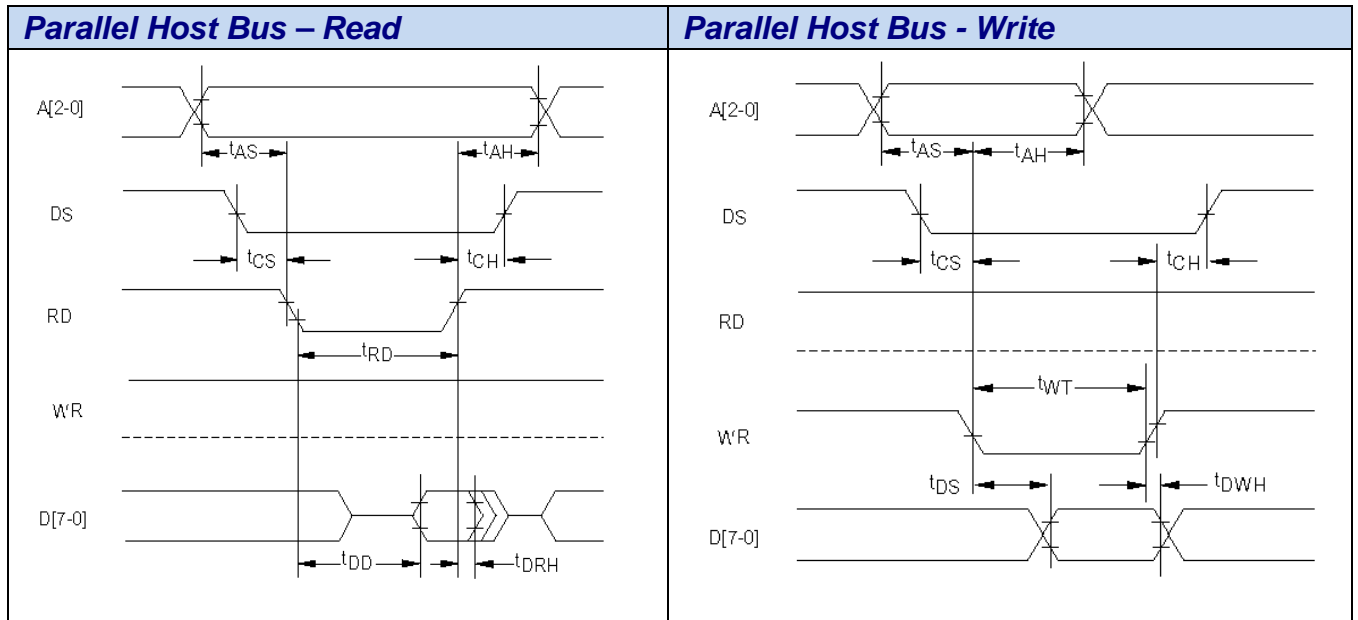 Parallel Host Bus – Read
A[2-0]
tAS
tAH
DS
tCS
tCH
RD
tRD
WR
D[7-0]
tDD
tDRH
Parallel Host Bus - Write
A[2-0]
tAS
tAH
DS
tCS
tCH
RD
tWT
WR
tDS
tDWH
D[7-0]